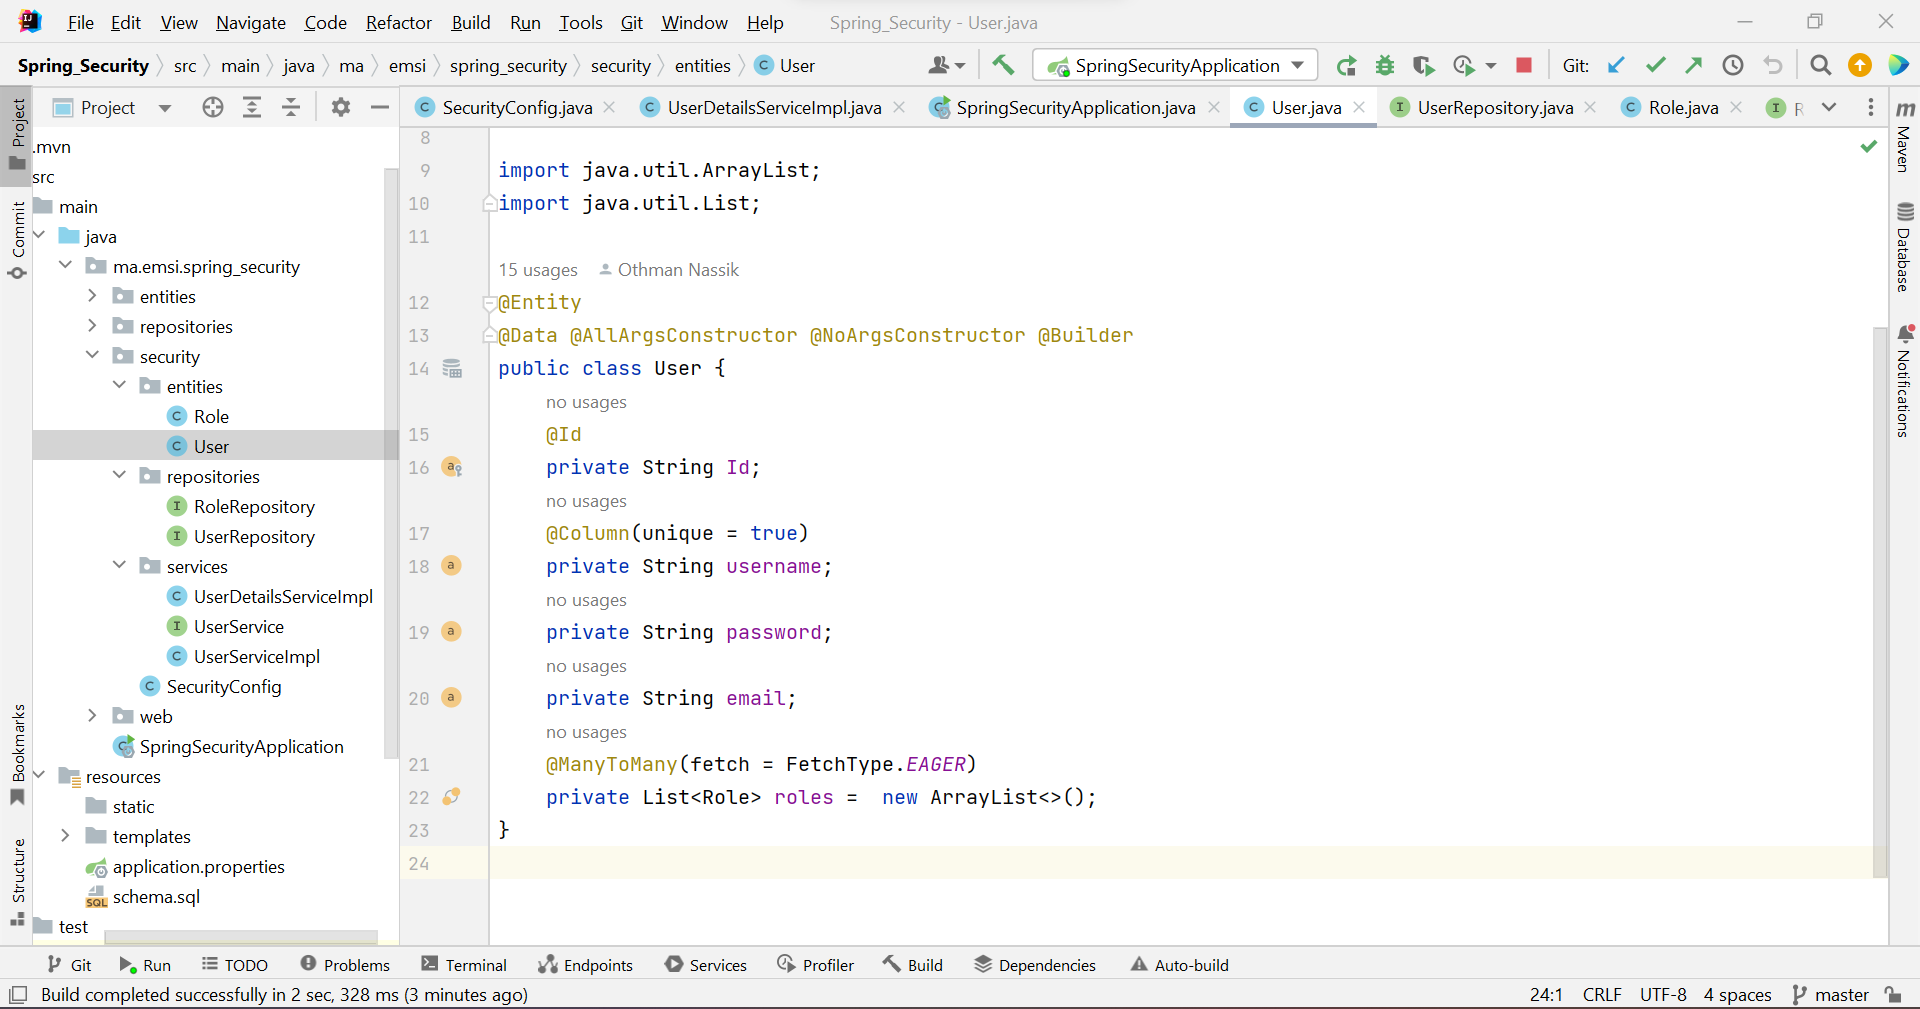 File Edit View Navigate Code Refactor Build Run Tools Git Window Help Spring_Security - User.java
Spring_Security src main java ma emsi spring_security security entities User SpringSecurityApplication Git:
Project
SecurityConfig.java UserDetailsServiceImpl.java SpringSecurityApplication.java User.java UserRepository.java Role.java R
Project
Commit
Bookmarks
Structure
.mvn
src
main
java
ma.emsi.spring_security
entities
repositories
security
entities
Role
User
repositories
RoleRepository
UserRepository
services
UserDetailsServiceImpl
UserService
UserServiceImpl
SecurityConfig
web
SpringSecurityApplication
resources
static
templates
application.properties
schema.sql
test
8
9 import java.util.ArrayList;
10 import java.util.List;
11
15 usages Othman Nassik
12 @Entity
13 @Data @AllArgsConstructor @NoArgsConstructor @Builder
14 public class User {
no usages
15 @Id
16 private String Id;
no usages
17 @Column(unique = true)
18 private String username;
no usages
19 private String password;
no usages
20 private String email;
no usages
21 @ManyToMany(fetch = FetchType.EAGER)
22 private List<Role> roles =  new ArrayList<>();
23 }
24
Maven
Database
Notifications
Git Run TODO Problems Terminal Endpoints Services Profiler Build Dependencies Auto-build
Build completed successfully in 2 sec, 328 ms (3 minutes ago) 24:1 CRLF UTF-8 4 spaces master